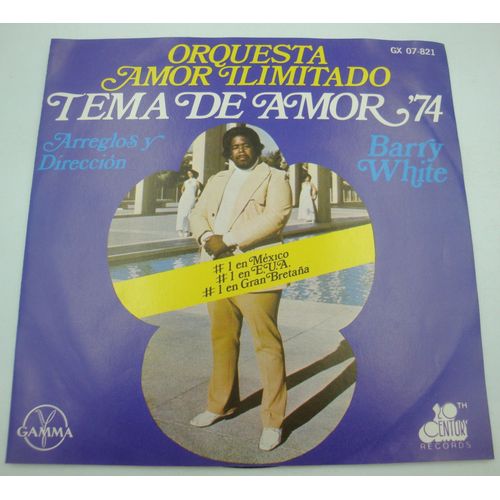 GX 07-821
ORQUESTA
AMOR ILIMITADO
TEMA DE AMOR '74
Arreglos y
Dirección
Barry
White
# 1 en México
# 1 en E.U.A.
# 1 en Gran Bretaña
GAMMA
20TH
CENTURY
RECORDS